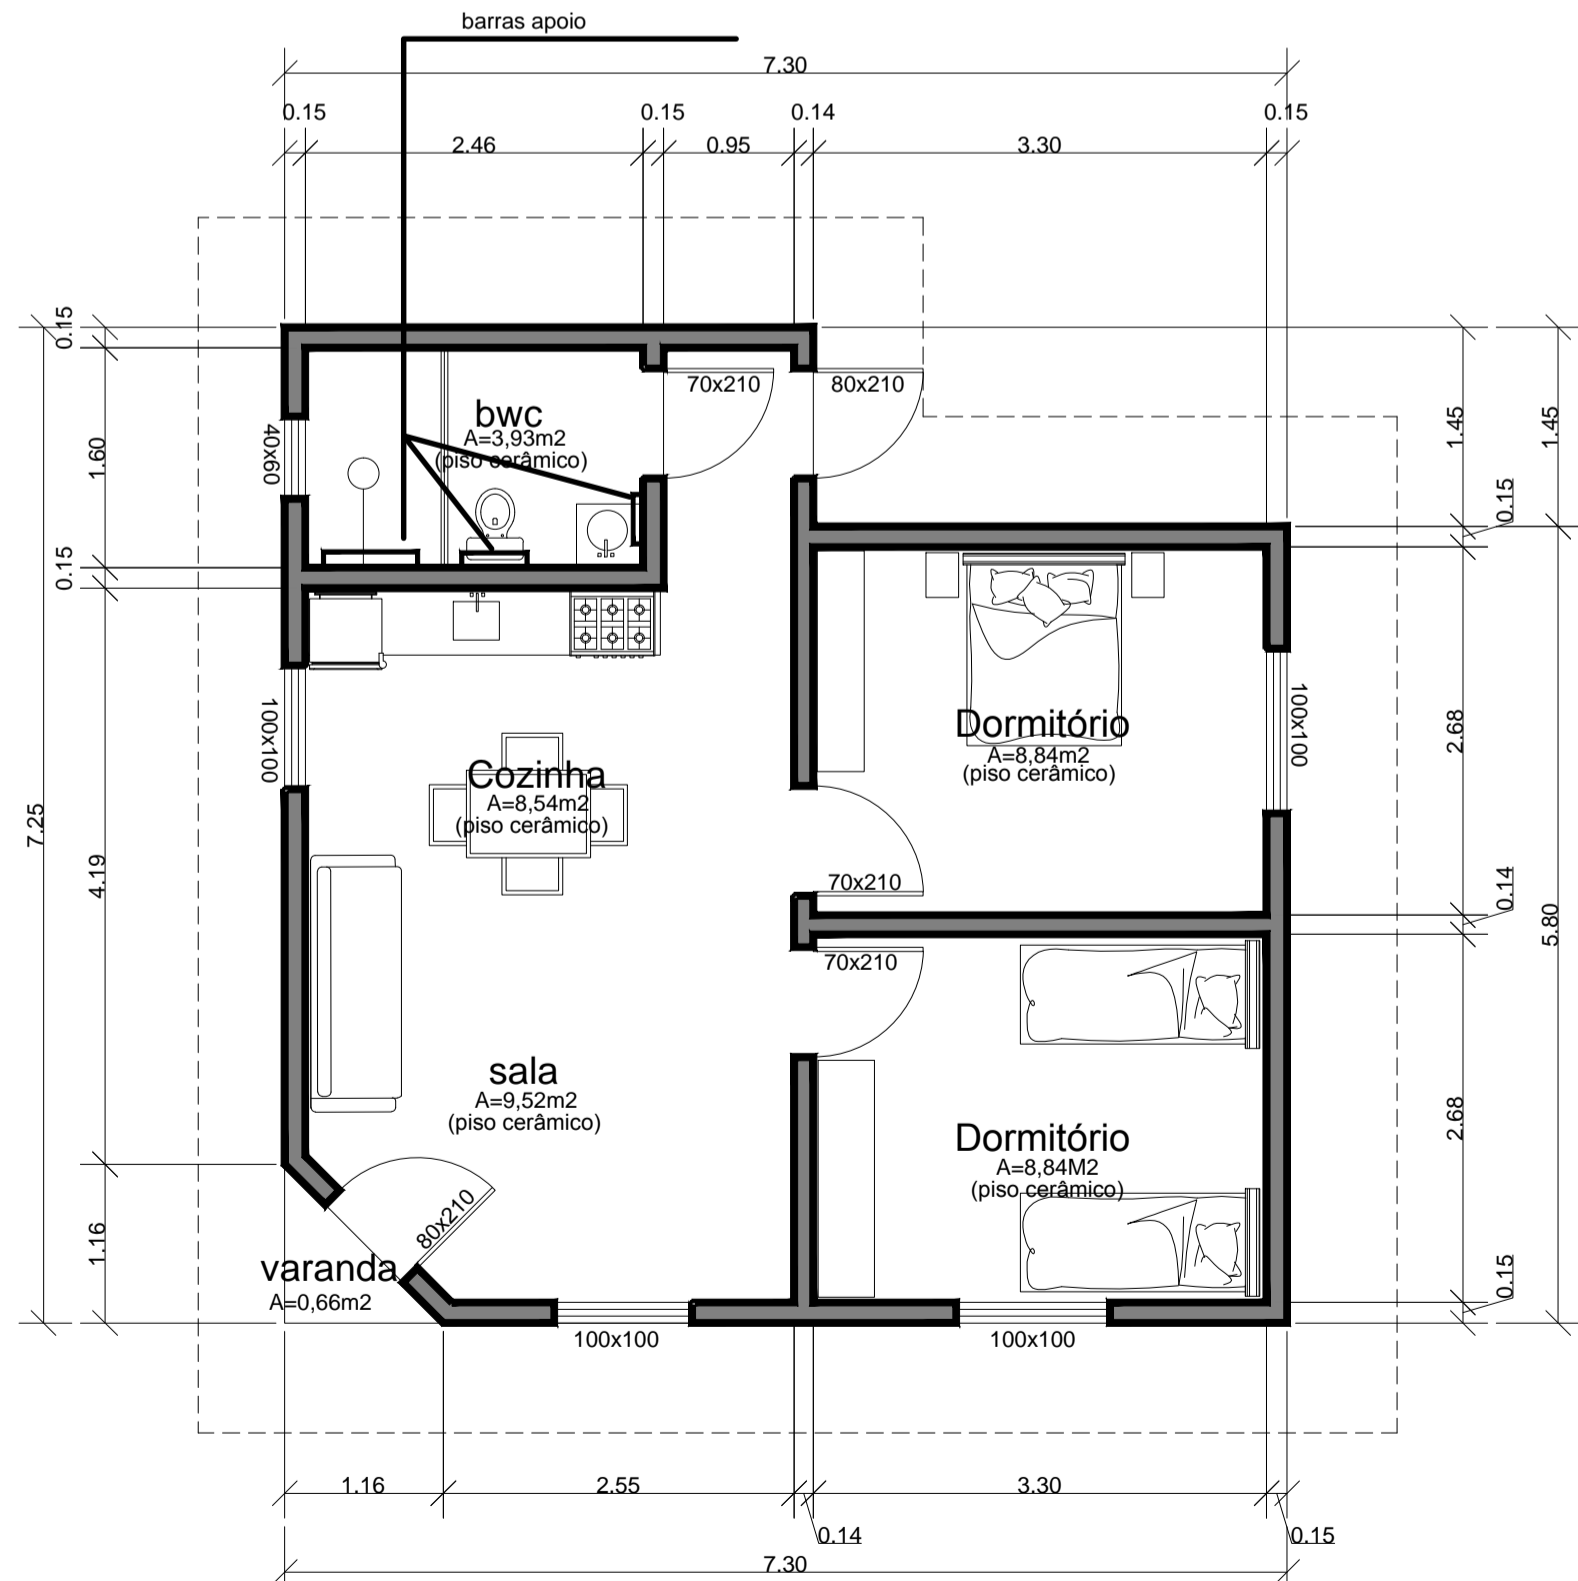 barras apoio
7.30
0.15
0.15
0.14
0.15
2.46
0.95
3.30
0.15
1.60
0.15
7.25
4.19
1.16
40x60
bwc
A=3,93m2
(piso cerâmico)
70x210
80x210
1.45
1.45
0.15
100x100
Cozinha
A=8,54m2
(piso cerâmico)
Dormitório
A=8,84m2
(piso cerâmico)
100x100
2.68
70x210
0.14
5.80
70x210
sala
A=9,52m2
(piso cerâmico)
Dormitório
A=8,84M2
(piso cerâmico)
2.68
80x210
varanda
A=0,66m2
0.15
100x100
100x100
1.16
2.55
3.30
0.14
0.15
7.30